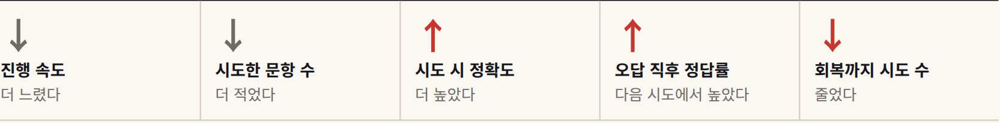 진행 속도
더 느렸다
시도한 문항 수
더 적었다
시도 시 정확도
더 높았다
오답 직후 정답률
다음 시도에서 높았다
회복까지 시도 수
줄었다